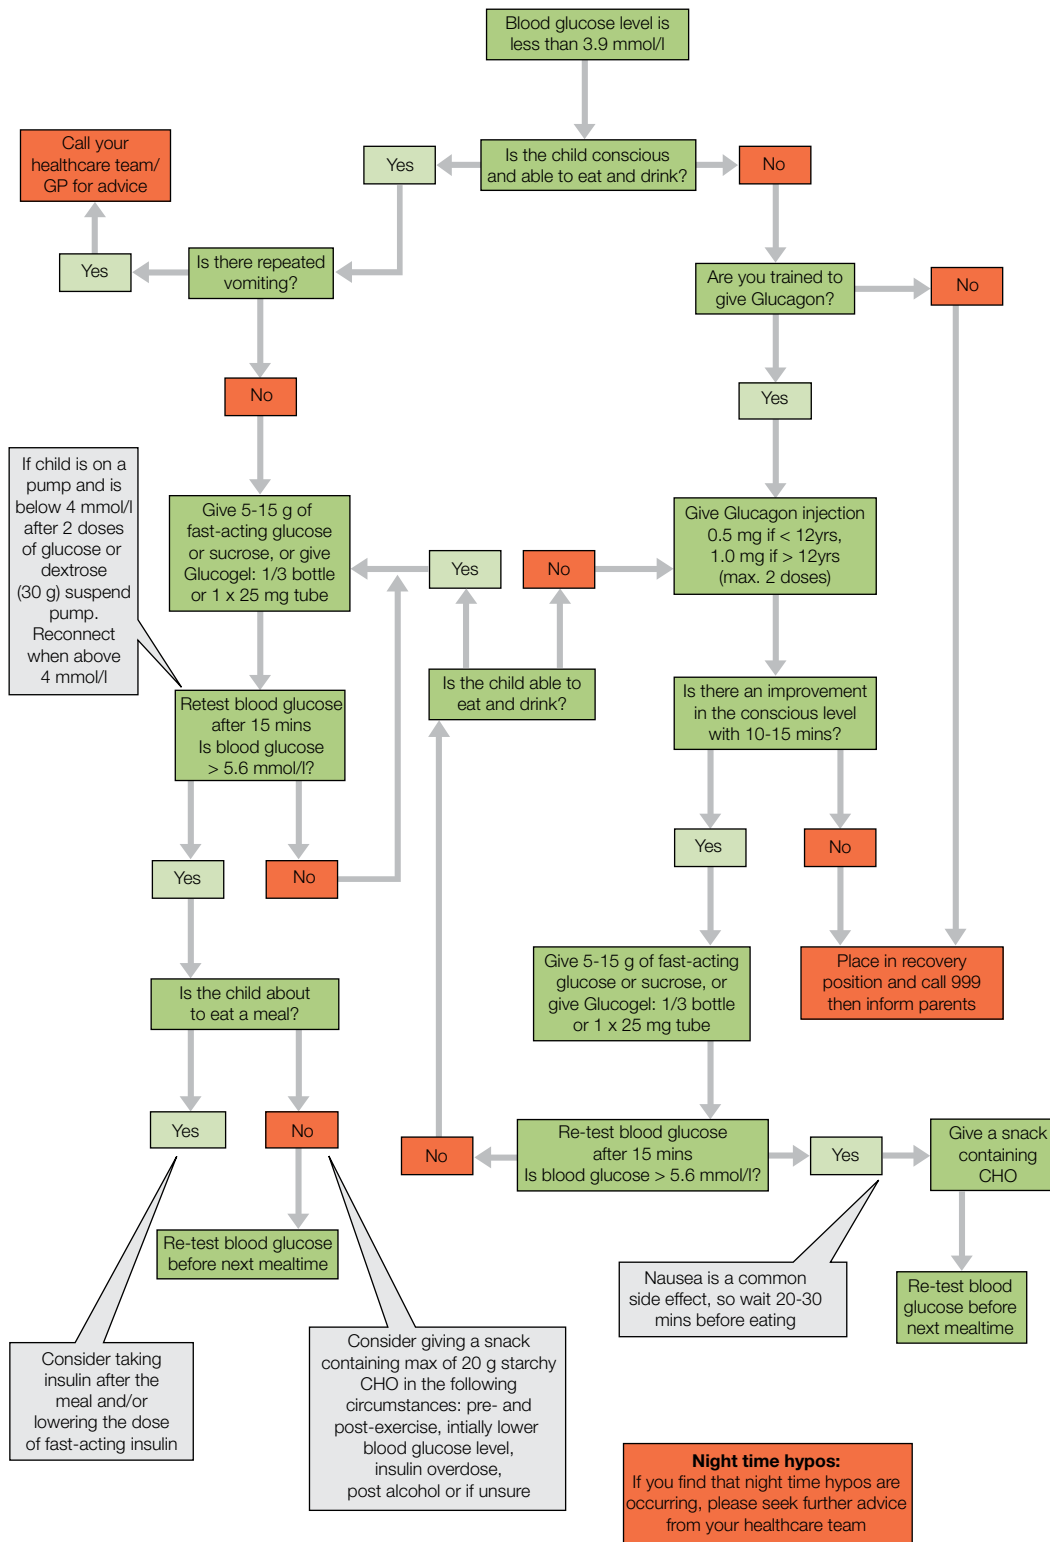 Blood glucose level is
less than 3.9 mmol/l
Call your
healthcare team/
GP for advice
Yes
Is the child conscious
and able to eat and drink?
No
Yes
Is there repeated
vomiting?
Are you trained to
give Glucagon?
No
No
Yes
If child is on a
pump and is
below 4 mmol/l
after 2 doses
of glucose or
dextrose
(30 g) suspend
pump.
Reconnect
when above
4 mmol/l
Give 5-15 g of
fast-acting glucose
or sucrose, or give
Glucogel: 1/3 bottle
or 1 x 25 mg tube
Yes
No
Give Glucagon injection
0.5 mg if < 12yrs,
1.0 mg if > 12yrs
(max. 2 doses)
Is the child able to
eat and drink?
Retest blood glucose
after 15 mins
Is blood glucose
> 5.6 mmol/l?
Is there an improvement
in the conscious level
with 10-15 mins?
Yes
No
Yes
No
Is the child about
to eat a meal?
Give 5-15 g of fast-acting
glucose or sucrose, or
give Glucogel: 1/3 bottle
or 1 x 25 mg tube
Place in recovery
position and call 999
then inform parents
Yes
No
No
Re-test blood glucose
after 15 mins
Is blood glucose > 5.6 mmol/l?
Yes
Give a snack
containing
CHO
Re-test blood glucose
before next mealtime
Nausea is a common
side effect, so wait 20-30
mins before eating
Re-test blood
glucose before
next mealtime
Consider taking
insulin after the
meal and/or
lowering the dose
of fast-acting insulin
Consider giving a snack
containing max of 20 g starchy
CHO in the following
circumstances: pre- and
post-exercise, intially lower
blood glucose level,
insulin overdose,
post alcohol or if unsure
Night time hypos:
If you find that night time hypos are
occurring, please seek further advice
from your healthcare team